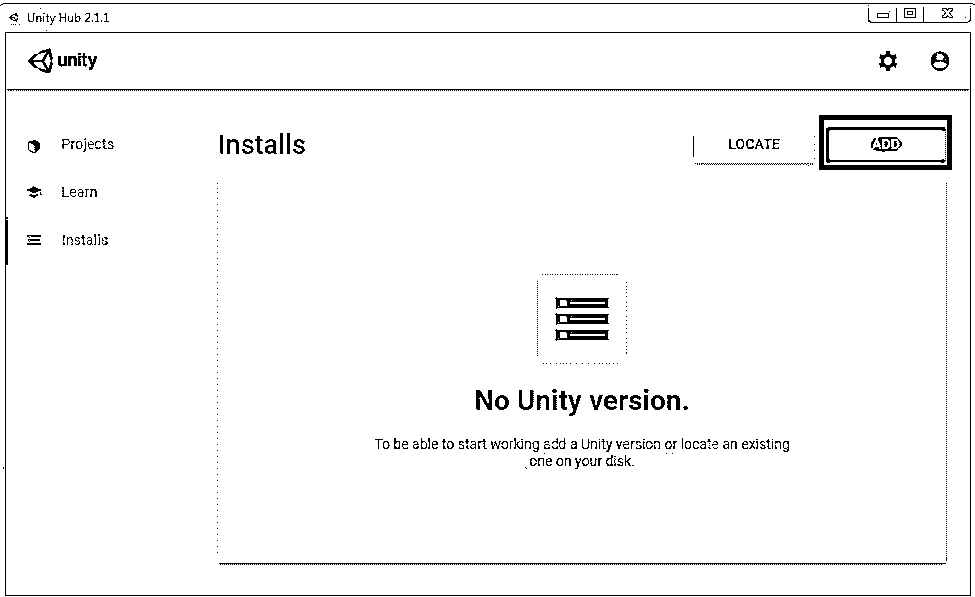 Unity Hub 2.1.1
unity
Projects
Learn
Installs
Installs
LOCATE
ADD
No Unity version.
To be able to start working add a Unity version or locate an existing
one on your disk.